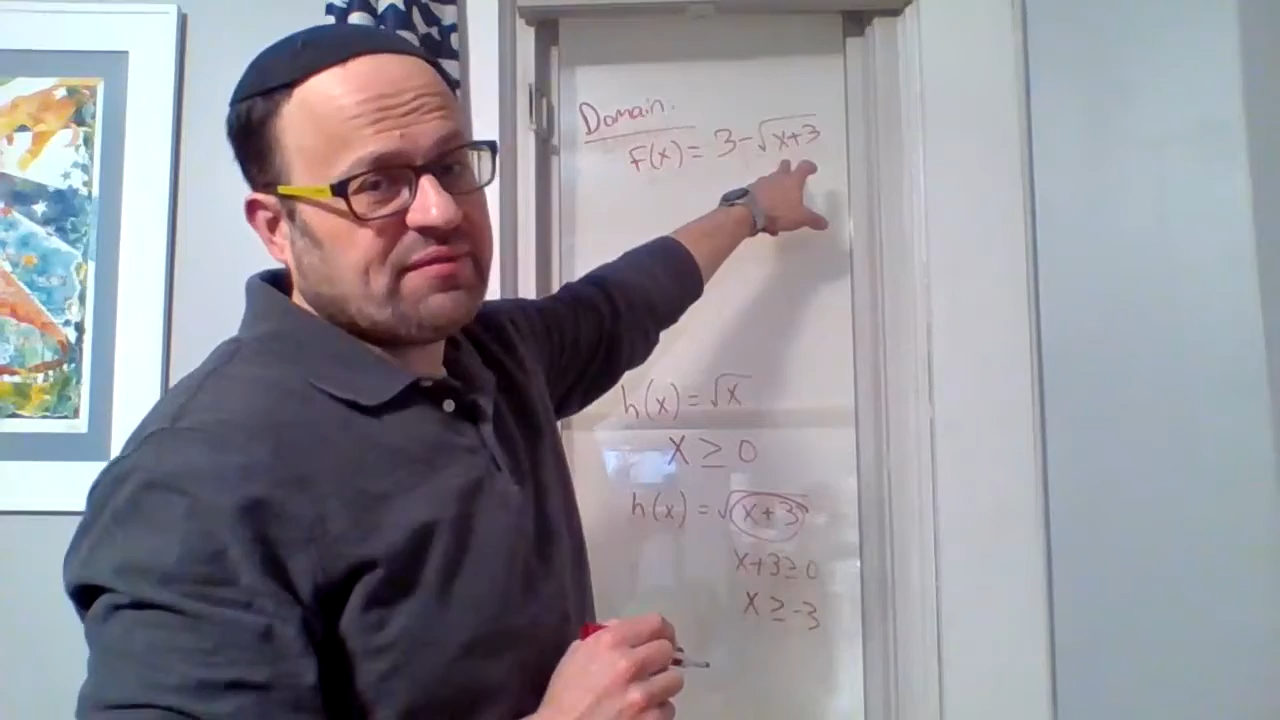 Domain.
f(x) = 3 - √x+3
h(x) = √x
x ≥ 0
h(x) = √x+3
x+3 ≥ 0
x ≥ -3